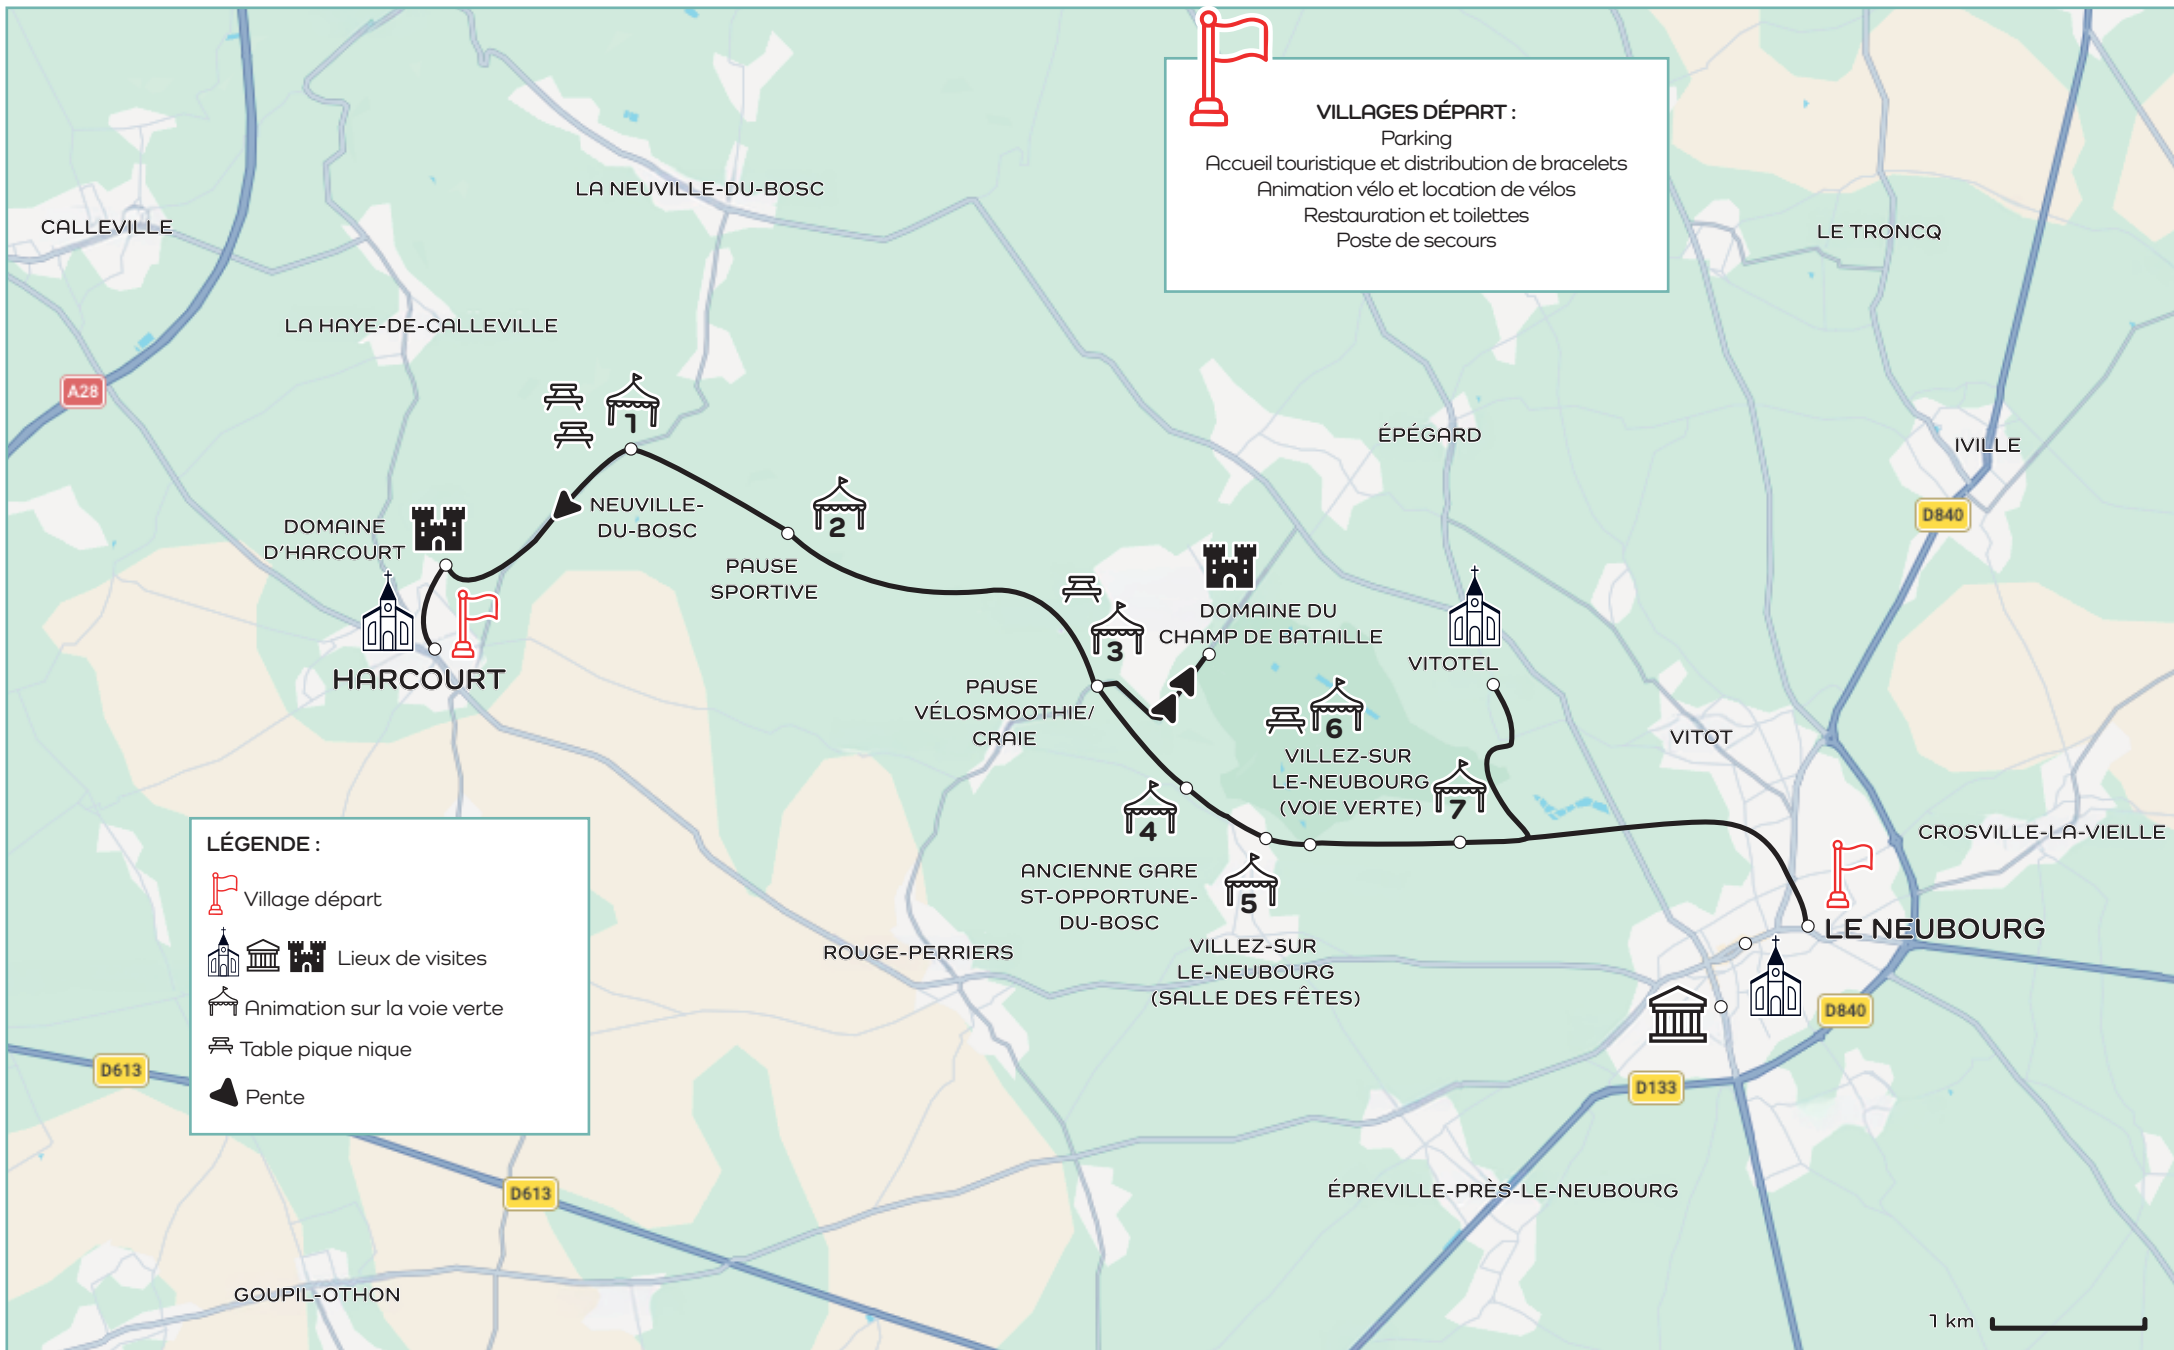 VILLAGES DÉPART :
Parking
Accueil touristique et distribution de bracelets
Animation vélo et location de vélos
Restauration et toilettes
Poste de secours
LA NEUVILLE-DU-BOSC
CALLEVILLE
LE TRONCQ
LA HAYE-DE-CALLEVILLE
A28
1
ÉPÉGARD
IVILLE
D840
NEUVILLE-
DU-BOSC
2
DOMAINE
D'HARCOURT
PAUSE
SPORTIVE
DOMAINE DU
CHAMP DE BATAILLE
3
VITOTEL
HARCOURT
PAUSE
VÉLOSMOOTHIE/
CRAIE
6
VILLEZ-SUR
LE-NEUBOURG
(VOIE VERTE)
7
VITOT
4
CROSVILLE-LA-VIEILLE
ANCIENNE GARE
ST-OPPORTUNE-
DU-BOSC
5
LE NEUBOURG
VILLEZ-SUR
LE-NEUBOURG
(SALLE DES FÊTES)
ROUGE-PERRIERS
LÉGENDE :
Village départ
Lieux de visites
Animation sur la voie verte
Table pique nique
Pente
D840
D613
D133
D613
ÉPREVILLE-PRÈS-LE-NEUBOURG
GOUPIL-OTHON
1 km